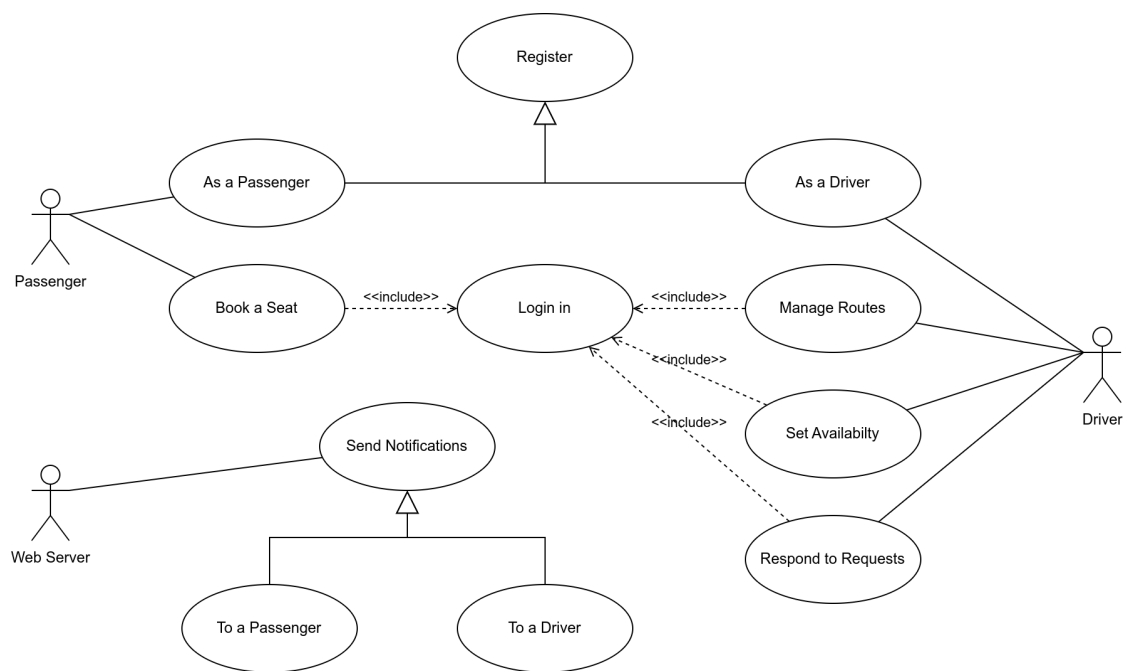 Register
As a Passenger
As a Driver
Passenger
Book a Seat
<<include>>
Login in
<<include>>
Manage Routes
<<include>>
Driver
Set Availabilty
<<include>>
Send Notifications
Web Server
Respond to Requests
To a Passenger
To a Driver